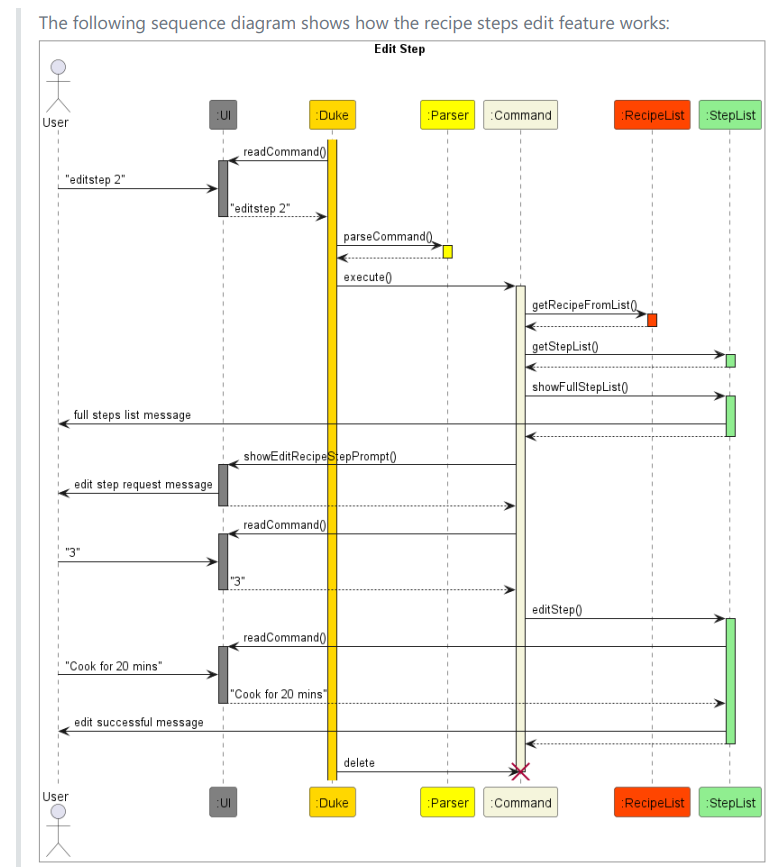 The following sequence diagram shows how the recipe steps edit feature works:
Edit Step
User
:UI
:Duke
:Parser
:Command
:RecipeList
:StepList
readCommand()
"editstep 2"
"editstep 2"
parseCommand()
execute()
getRecipeFromList()
getStepList()
showFullStepList()
full steps list message
showEditRecipeStepPrompt()
edit step request message
readCommand()
"3"
"3"
editStep()
readCommand()
"Cook for 20 mins"
"Cook for 20 mins"
edit successful message
delete
User
:UI
:Duke
:Parser
:Command
:RecipeList
:StepList